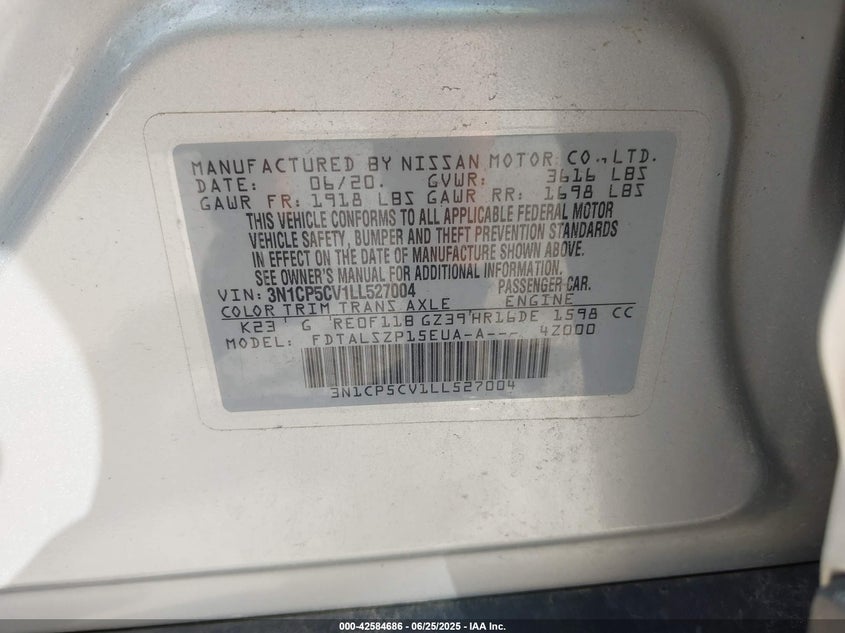 MANUFACTURED BY NISSAN MOTOR CO., LTD.
DATE: 06/20. GVWR: 3616 LBS
GAWR FR: 1918 LBS GAWR RR: 1698 LBS
THIS VEHICLE CONFORMS TO ALL APPLICABLE FEDERAL MOTOR
VEHICLE SAFETY, BUMPER AND THEFT PREVENTION STANDARDS
IN EFFECT ON THE DATE OF MANUFACTURE SHOWN ABOVE.
SEE OWNER'S MANUAL FOR ADDITIONAL INFORMATION.
VIN: 3N1CP5CV1LL527004 PASSENGER CAR.
COLOR TRIM TRANS AXLE ENGINE
K23 G RE0F11B GZ39 HR16DE 1598 CC
MODEL: FDTALSZP15EUA-A--- 4Z000
3N1CP5CV1LL527004
000-42584686 / 06/25/2025 - IAA Inc.